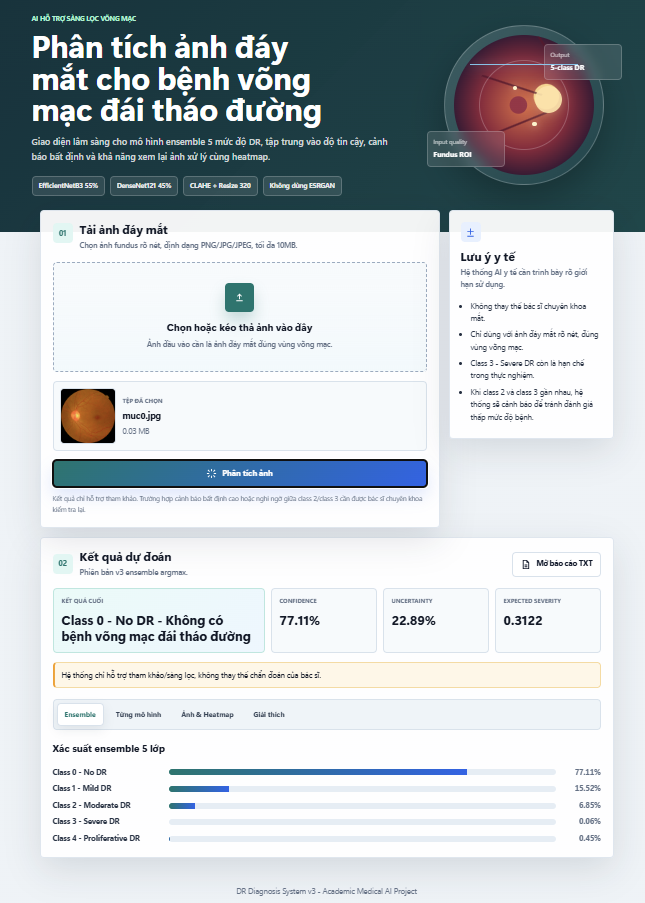 AI HỖ TRỢ SÀNG LỌC VÕNG MẠC
Phân tích ảnh đáy
mắt cho bệnh võng
mạc đái tháo đường
Giao diện lâm sàng cho mô hình ensemble 5 mức độ DR, tập trung vào độ tin cậy, cảnh
báo bất định và khả năng xem lại ảnh xử lý cùng heatmap.
EfficientNetB3 55%
DenseNet121 45%
CLAHE + Resize 320
Không dùng ESRGAN
Output
5-class DR
Input quality
Fundus ROI
01
Tải ảnh đáy mắt
Chọn ảnh fundus rõ nét, định dạng PNG/JPG/JPEG, tối đa 10MB.
Chọn hoặc kéo thả ảnh vào đây
Ảnh đầu vào cần là ảnh đáy mắt đúng vùng võng mạc.
TỆP ĐÃ CHỌN
muc0.jpg
0.03 MB
Phân tích ảnh
Kết quả chỉ hỗ trợ tham khảo. Trường hợp cảnh báo bất định cao hoặc nghi ngờ giữa class 2/class 3 cần được bác sĩ chuyên khoa
kiểm tra lại.
Lưu ý y tế
Hệ thống AI y tế cần trình bày rõ giới
hạn sử dụng.
Không thay thế bác sĩ chuyên khoa
mắt.
Chỉ dùng với ảnh đáy mắt rõ nét, đúng
vùng võng mạc.
Class 3 - Severe DR còn là hạn chế
trong thực nghiệm.
Khi class 2 và class 3 gần nhau, hệ
thống sẽ cảnh báo để tránh đánh giá
thấp mức độ bệnh.
02
Kết quả dự đoán
Phiên bản v3 ensemble argmax.
Mở báo cáo TXT
KẾT QUẢ CUỐI
Class 0 - No DR - Không có
bệnh võng mạc đái tháo đường
CONFIDENCE
77.11%
UNCERTAINTY
22.89%
EXPECTED SEVERITY
0.3122
Hệ thống chỉ hỗ trợ tham khảo/sàng lọc, không thay thế chẩn đoán của bác sĩ.
Ensemble
Từng mô hình
Ảnh & Heatmap
Giải thích
Xác suất ensemble 5 lớp
Class 0 - No DR 77.11%
Class 1 - Mild DR 15.52%
Class 2 - Moderate DR 6.85%
Class 3 - Severe DR 0.06%
Class 4 - Proliferative DR 0.45%
DR Diagnosis System v3 - Academic Medical AI Project